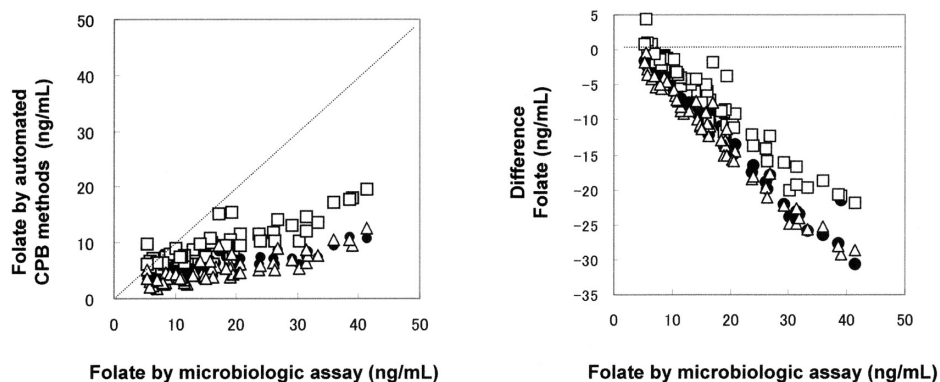 50
40
30
20
10
0
Folate by automated
CPB methods (ng/mL)
0 10 20 30 40 50
Folate by microbiologic assay (ng/mL)
5
0
−5
−10
−15
−20
−25
−30
−35
Difference
Folate (ng/mL)
0 10 20 30 40 50
Folate by microbiologic assay (ng/mL)